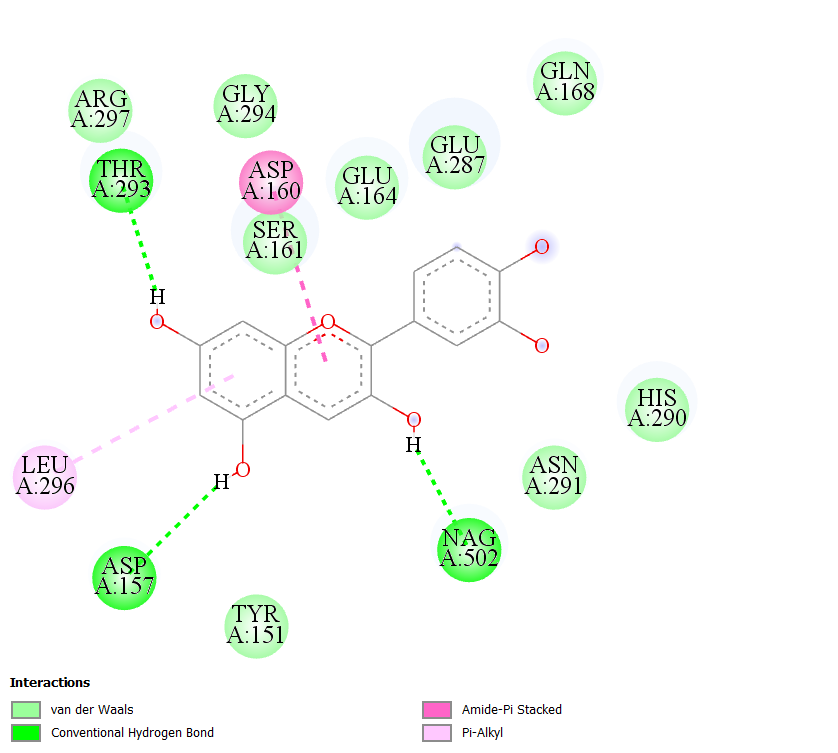 GLN
A:168
ARG
A:297
GLY
A:294
GLU
A:287
THR
A:293
ASP
A:160
GLU
A:164
SER
A:161
O
H
O
O
O
HIS
A:290
O
H
LEU
A:296
H O
ASN
A:291
NAG
A:502
ASP
A:157
TYR
A:151
Interactions
van der Waals
Conventional Hydrogen Bond
Amide-Pi Stacked
Pi-Alkyl